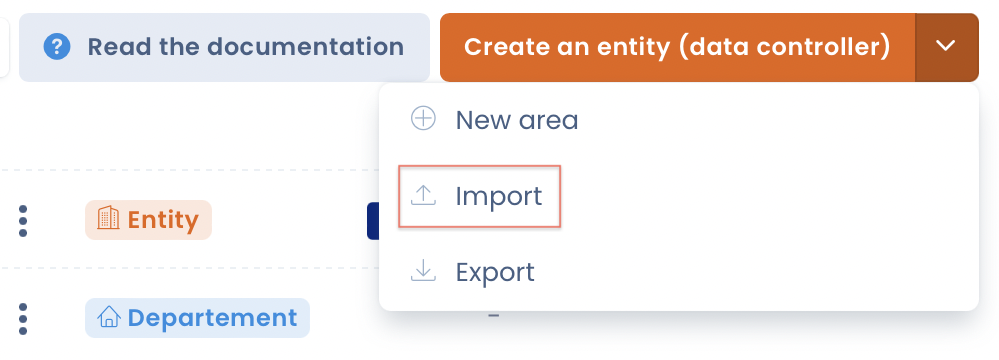 Read the documentation
Create an entity (data controller)
New area
Import
Entity
Export
Departement